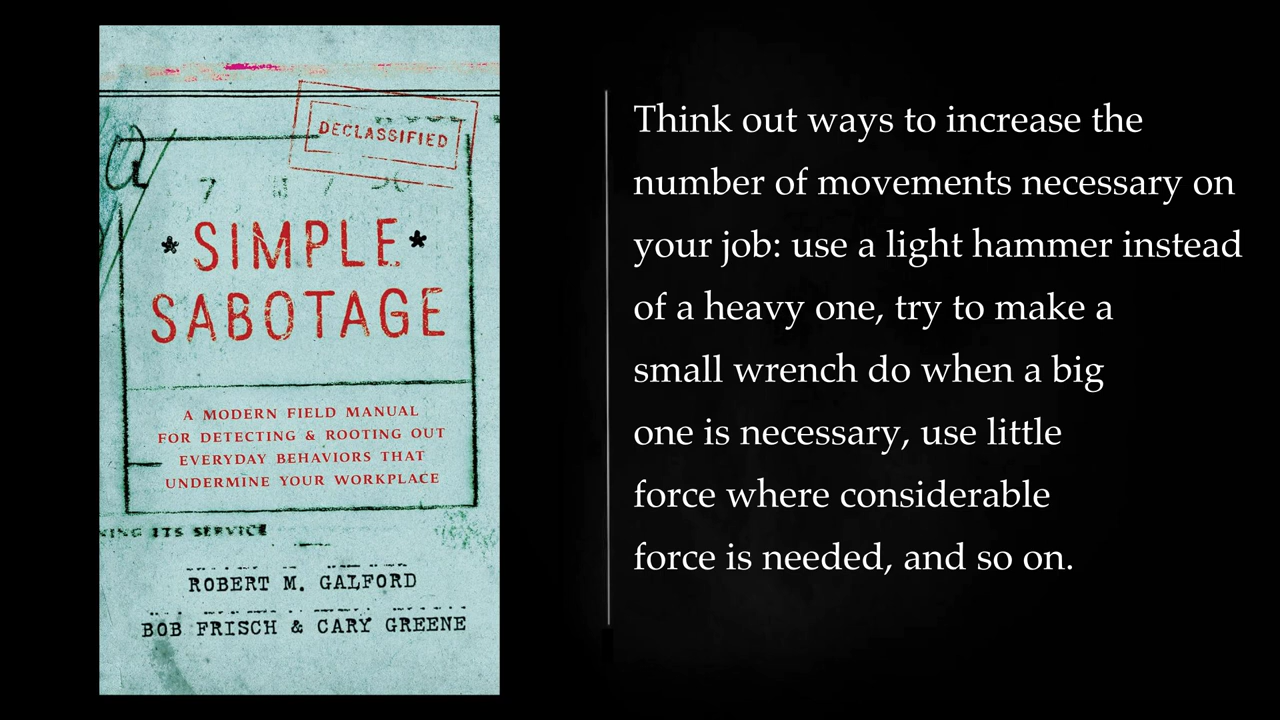 DECLASSIFIED
*SIMPLE*
SABOTAGE
A MODERN FIELD MANUAL
FOR DETECTING & ROOTING OUT
EVERYDAY BEHAVIORS THAT
UNDERMINE YOUR WORKPLACE
ITS SERVICE
ROBERT M. GALFORD
BOB FRISCH & CARY GREENE
Think out ways to increase the
number of movements necessary on
your job: use a light hammer instead
of a heavy one, try to make a
small wrench do when a big
one is necessary, use little
force where considerable
force is needed, and so on.